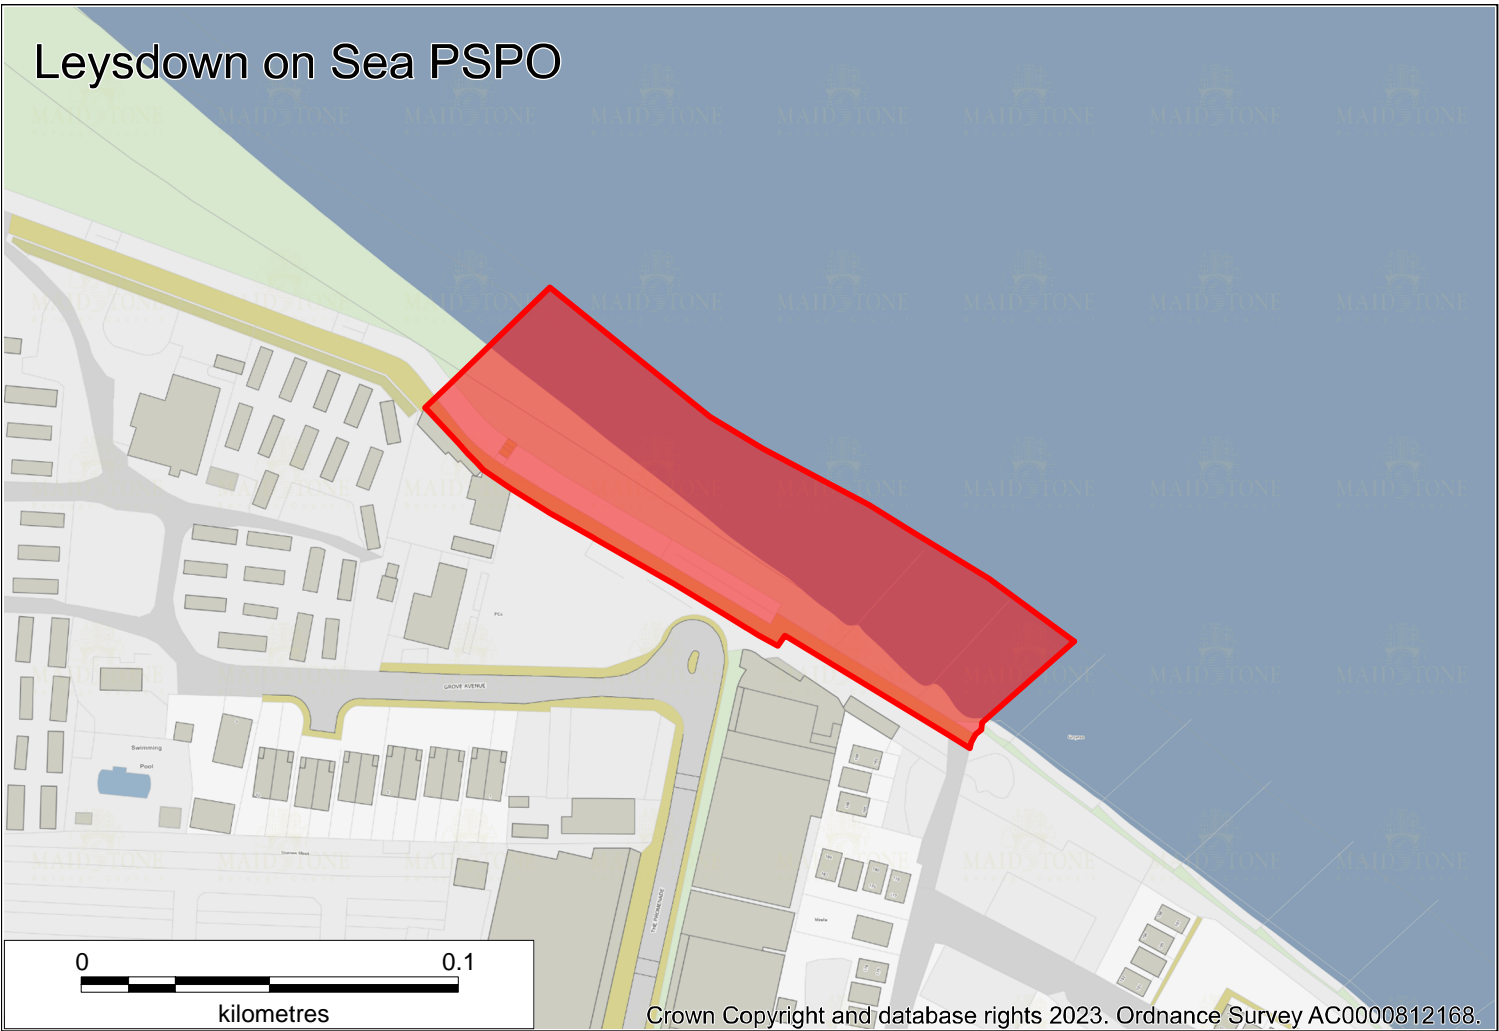 Leysdown on Sea PSPO
MAIDSTONE
GROVE AVENUE
Swimming
Pool
THE PROMENADE
0 0.1
kilometres
Crown Copyright and database rights 2023. Ordnance Survey AC0000812168.